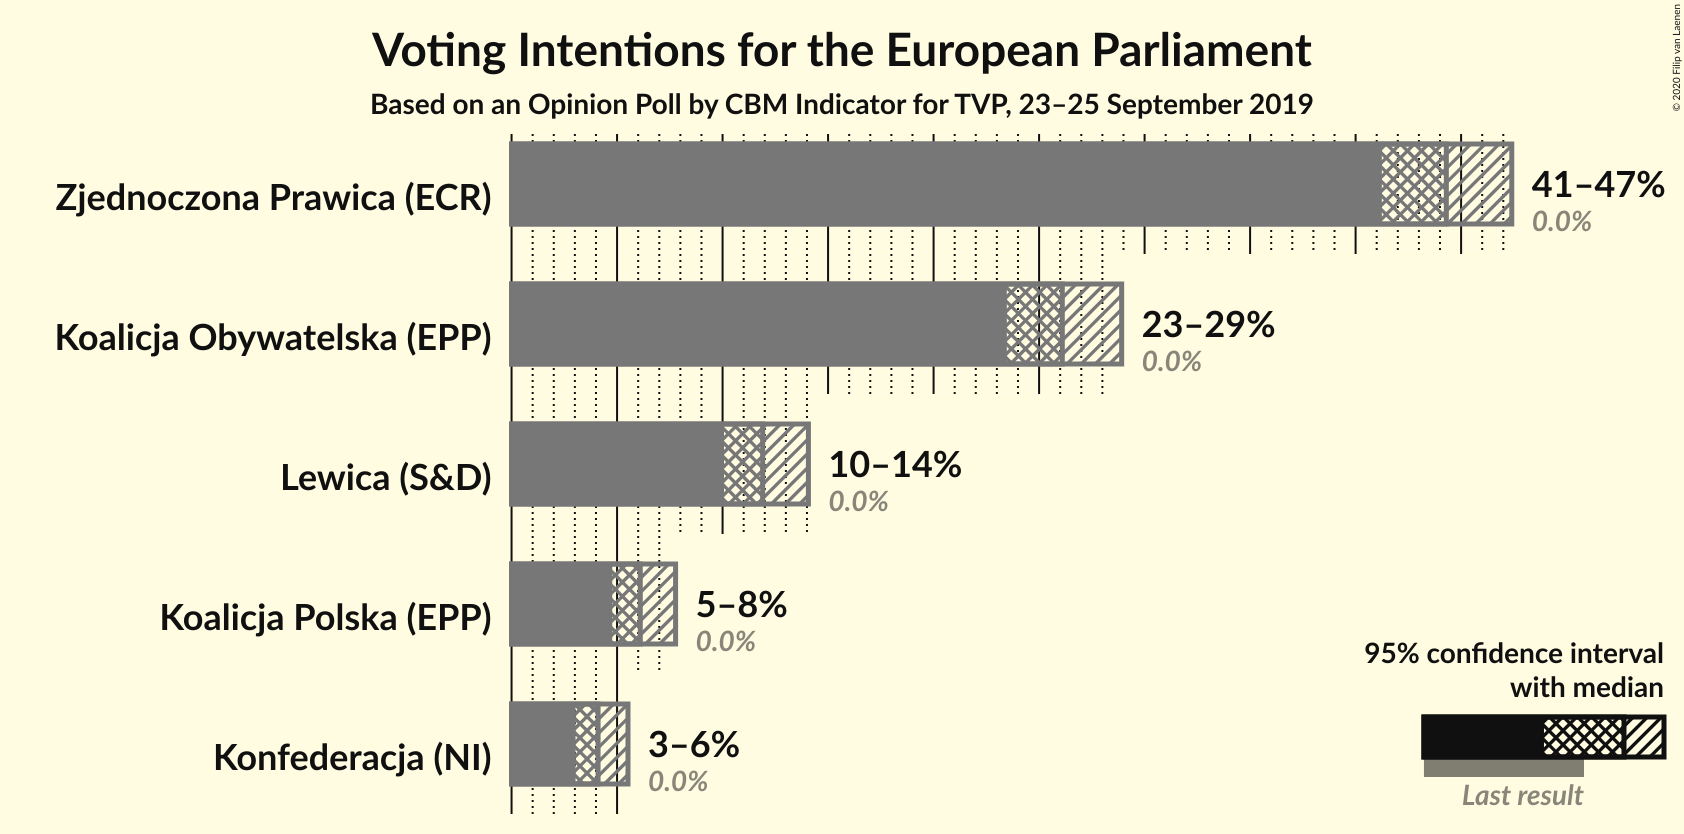 Voting Intentions for the European Parliament
Based on an Opinion Poll by CBM Indicator for TVP, 23–25 September 2019
© 2020 Filip van Laenen
Zjednoczona Prawica (ECR)
41–47%
0.0%
Koalicja Obywatelska (EPP)
23–29%
0.0%
Lewica (S&D)
10–14%
0.0%
Koalicja Polska (EPP)
5–8%
0.0%
Konfederacja (NI)
3–6%
0.0%
95% confidence interval
with median
Last result